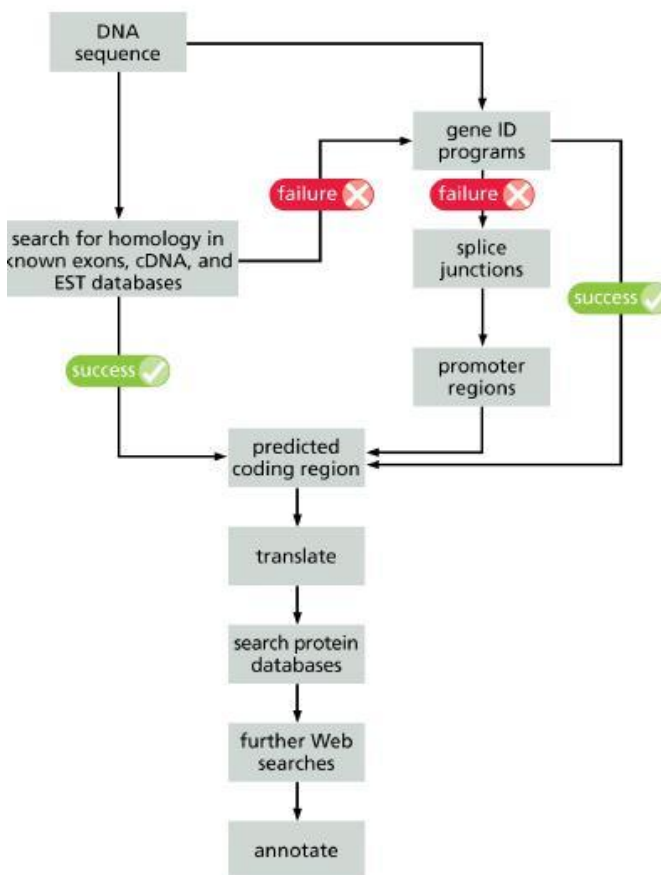 DNA
sequence
gene ID
programs
failure
failure
search for homology in
known exons, cDNA, and
EST databases
splice
junctions
success
success
promoter
regions
predicted
coding region
translate
search protein
databases
further Web
searches
annotate